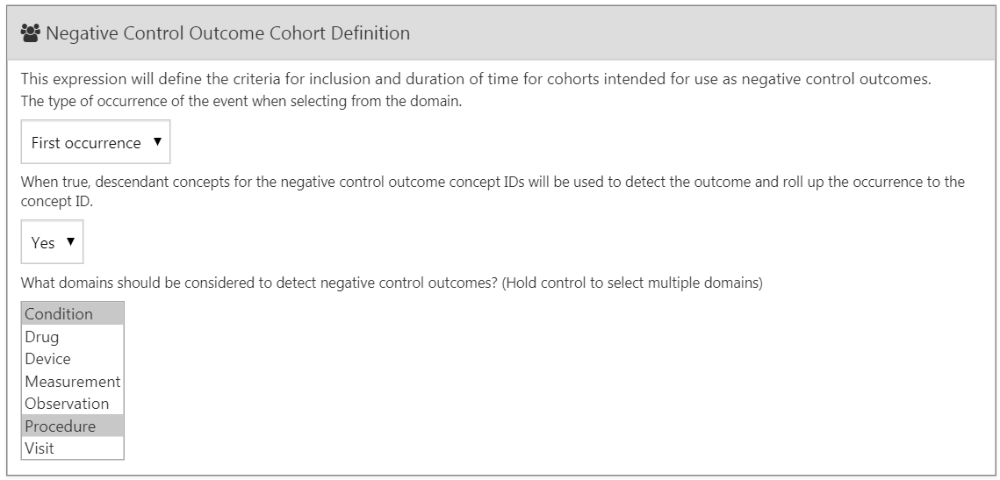 Negative Control Outcome Cohort Definition
This expression will define the criteria for inclusion and duration of time for cohorts intended for use as negative control outcomes.
The type of occurrence of the event when selecting from the domain.
First occurrence
When true, descendant concepts for the negative control outcome concept IDs will be used to detect the outcome and roll up the occurrence to the
concept ID.
Yes
What domains should be considered to detect negative control outcomes? (Hold control to select multiple domains)
Condition
Drug
Device
Measurement
Observation
Procedure
Visit